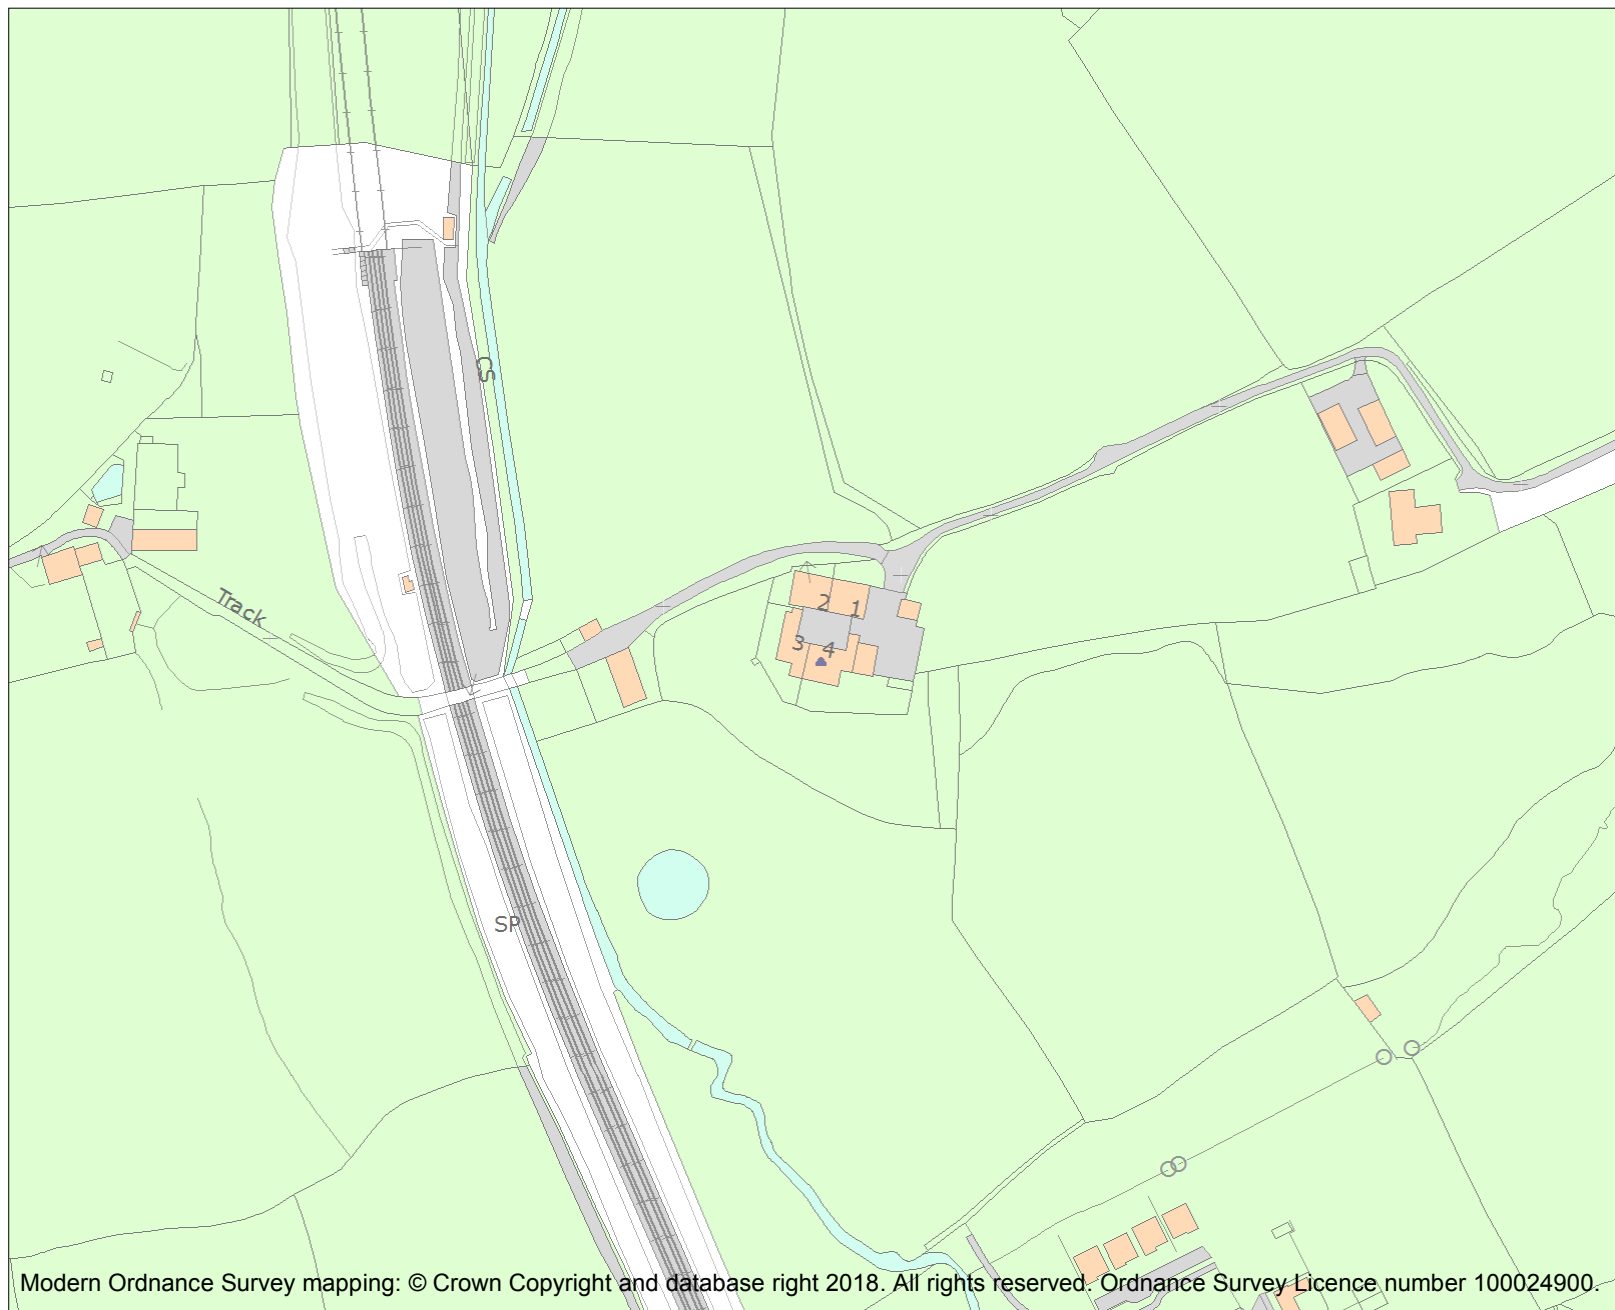 CS
Track
2 1
3 4
SP
Modern Ordnance Survey mapping: © Crown Copyright and database right 2018. All rights reserved. Ordnance Survey Licence number 100024900.